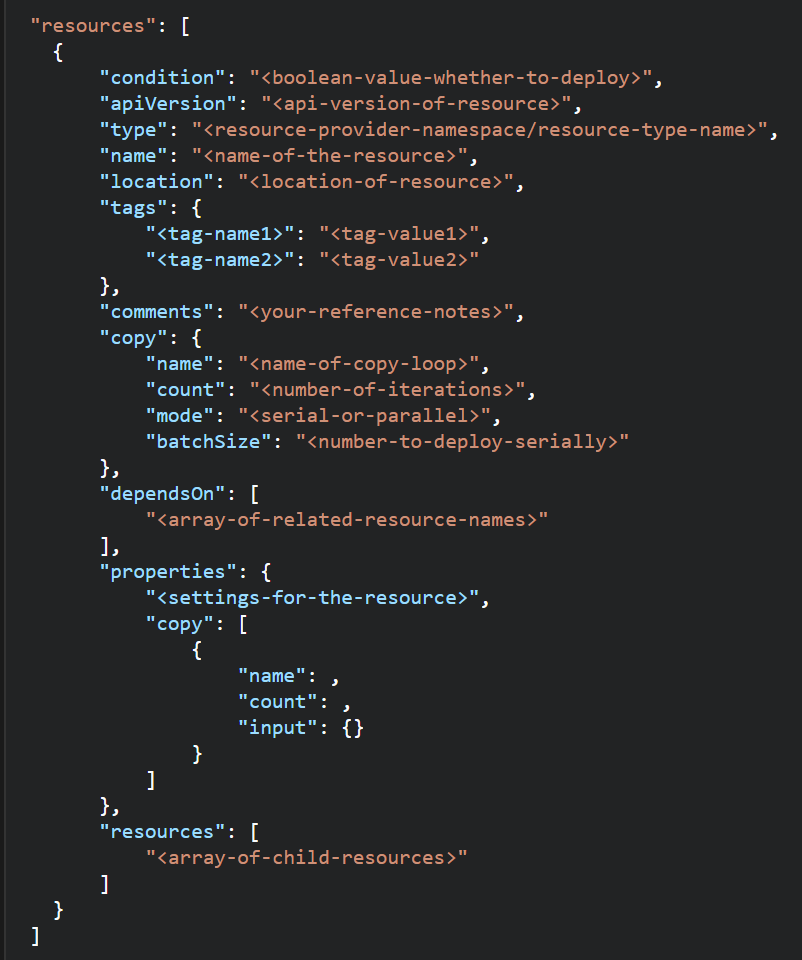 "resources": [
  {
      "condition": "<boolean-value-whether-to-deploy>",
      "apiVersion": "<api-version-of-resource>",
      "type": "<resource-provider-namespace/resource-type-name>",
      "name": "<name-of-the-resource>",
      "location": "<location-of-resource>",
      "tags": {
          "<tag-name1>": "<tag-value1>",
          "<tag-name2>": "<tag-value2>"
      },
      "comments": "<your-reference-notes>",
      "copy": {
          "name": "<name-of-copy-loop>",
          "count": "<number-of-iterations>",
          "mode": "<serial-or-parallel>",
          "batchSize": "<number-to-deploy-serially>"
      },
      "dependsOn": [
          "<array-of-related-resource-names>"
      ],
      "properties": {
          "<settings-for-the-resource>",
          "copy": [
              {
                  "name": ,
                  "count": ,
                  "input": {}
              }
          ]
      },
      "resources": [
          "<array-of-child-resources>"
      ]
  }
]